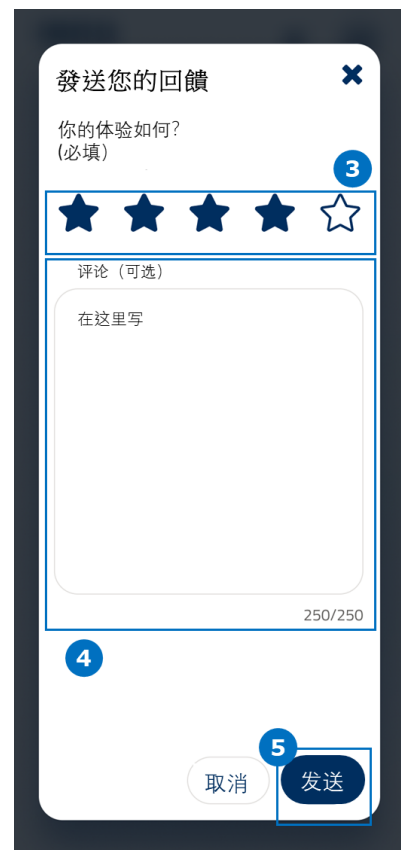 發送您的回饋
你的体验如何?
(必填)
3
评论（可选）
在这里写
250/250
4
5
取消
发送